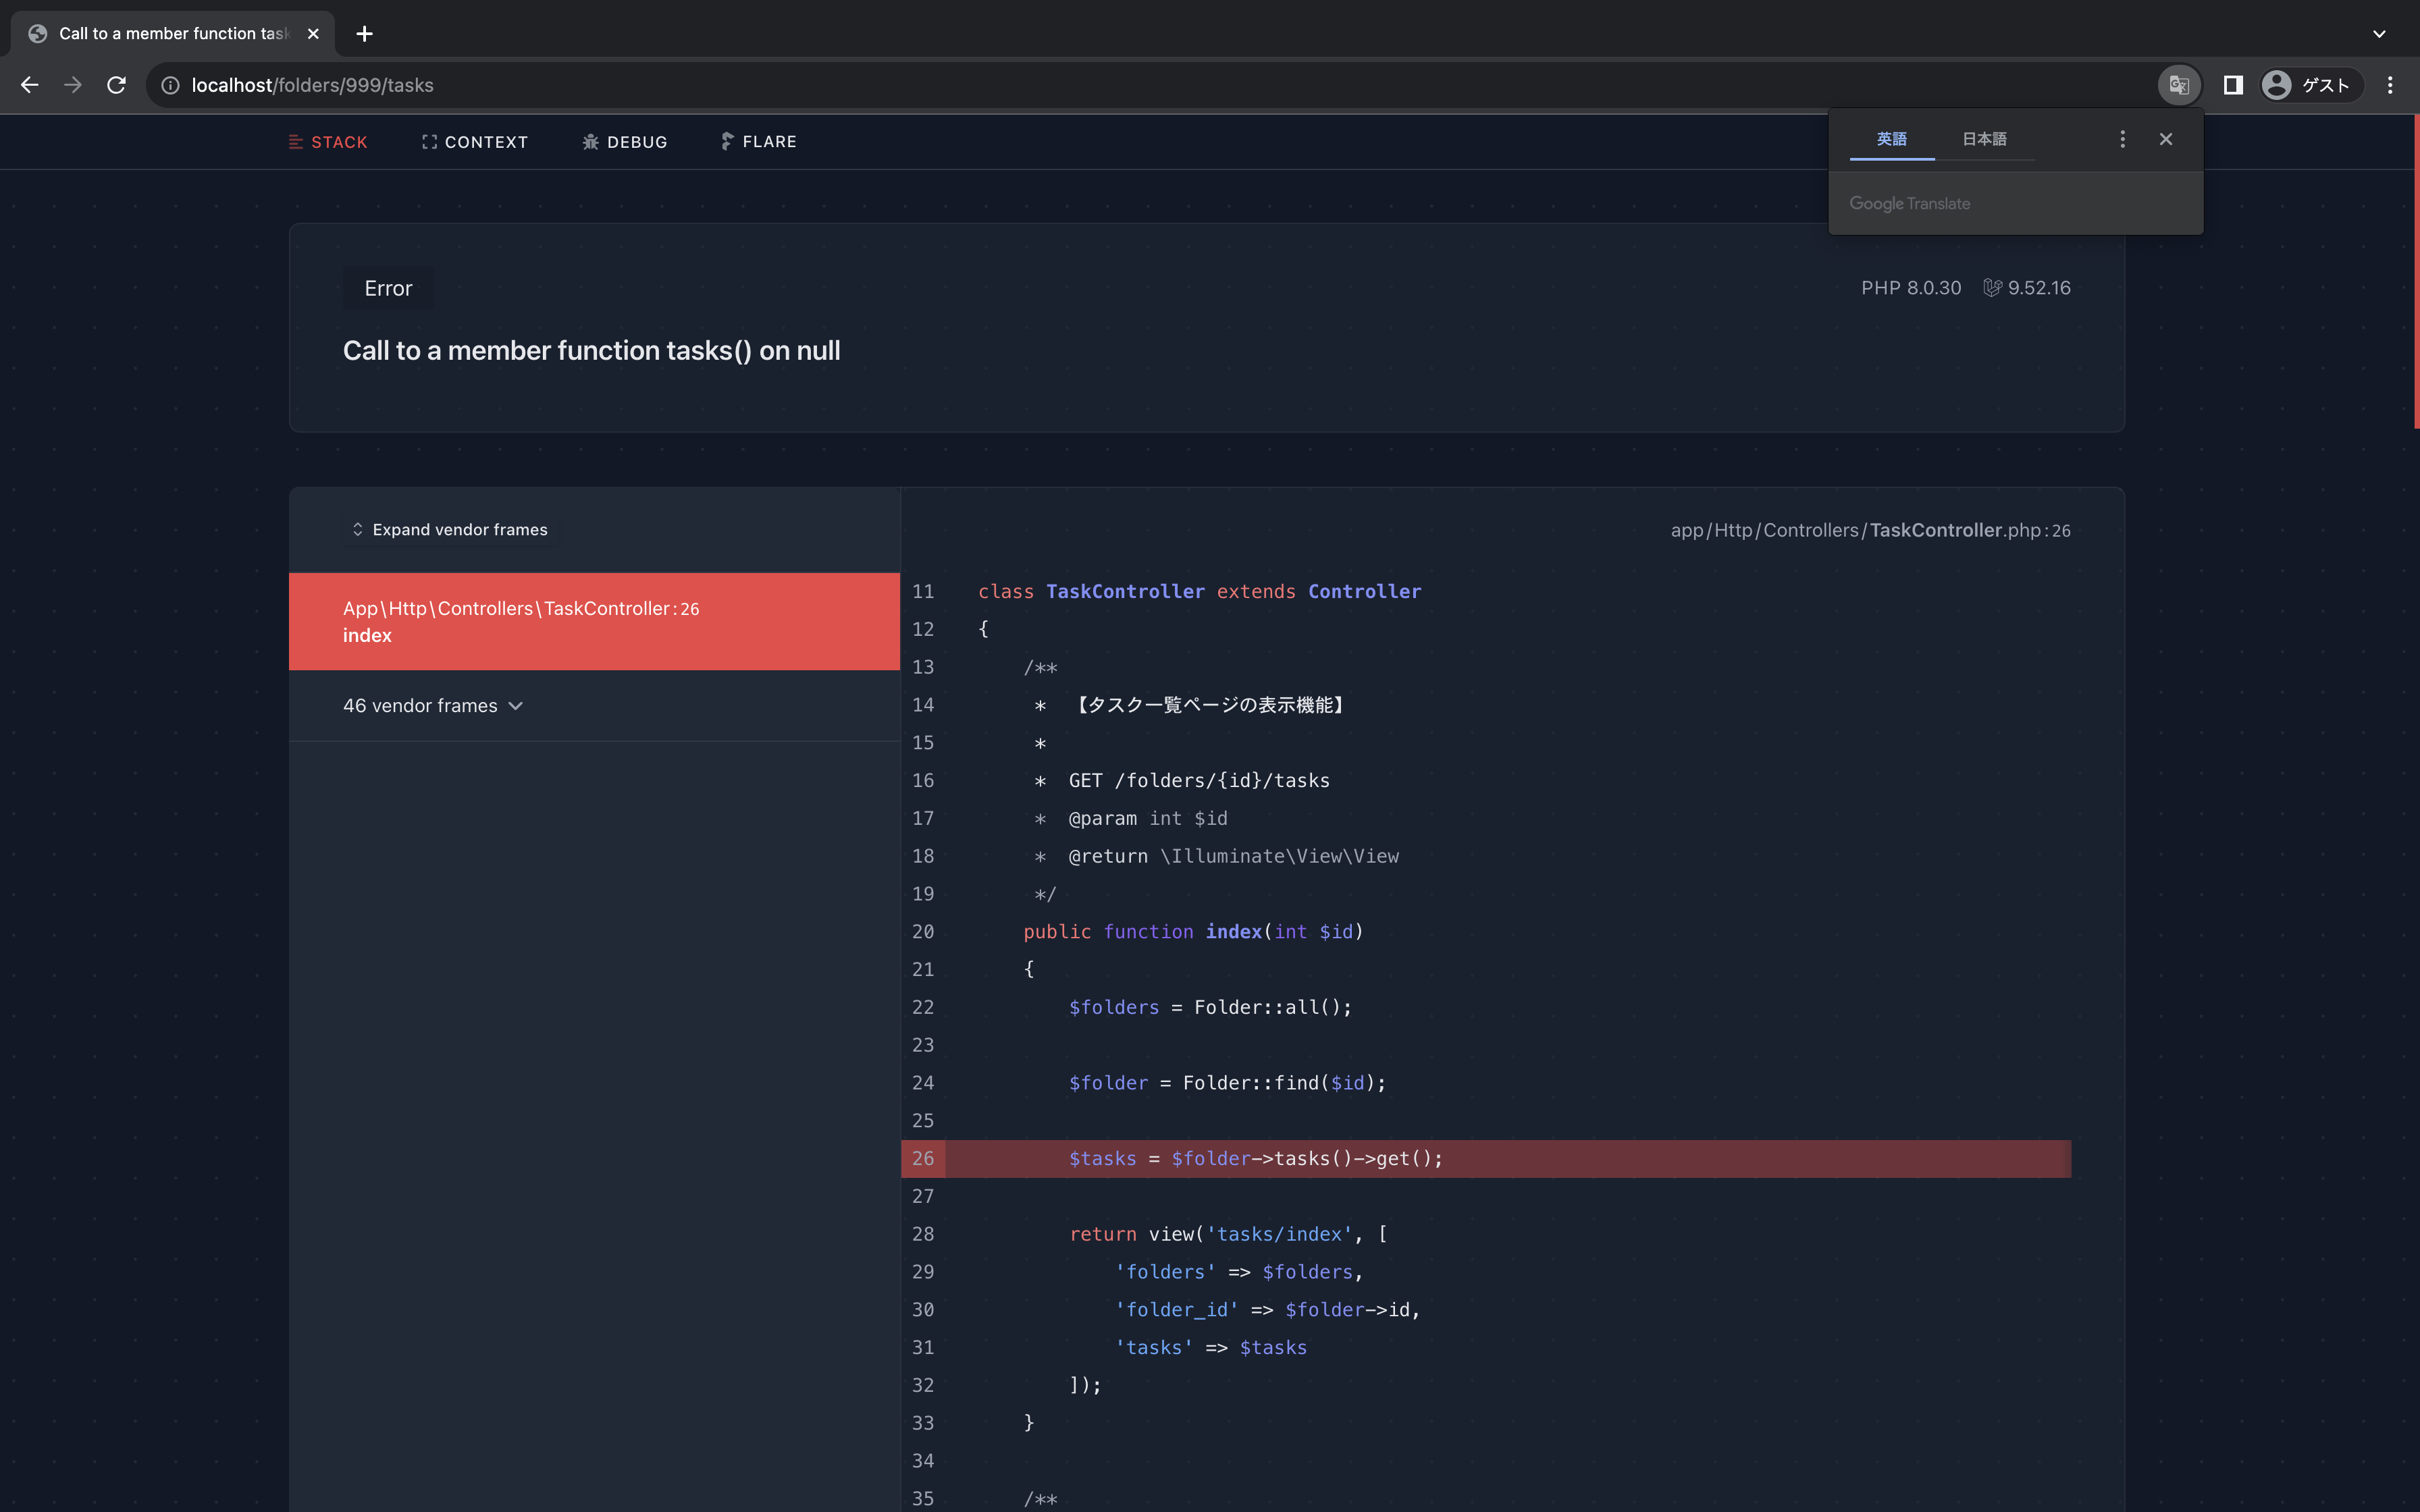 Call to a member function task
localhost/folders/999/tasks
ゲスト
STACK CONTEXT DEBUG FLARE
英語 日本語
Google Translate
Error
PHP 8.0.30 9.52.16
Call to a member function tasks() on null
Expand vendor frames
app/Http/Controllers/TaskController.php:26
App\Http\Controllers\TaskController:26
index
46 vendor frames
11 class TaskController extends Controller
12 {
13     /**
14      *  【タスク一覧ページの表示機能】
15      *
16      *  GET /folders/{id}/tasks
17      *  @param int $id
18      *  @return \Illuminate\View\View
19      */
20     public function index(int $id)
21     {
22         $folders = Folder::all();
23
24         $folder = Folder::find($id);
25
26         $tasks = $folder->tasks()->get();
27
28         return view('tasks/index', [
29             'folders' => $folders,
30             'folder_id' => $folder->id,
31             'tasks' => $tasks
32         ]);
33     }
34
35     /**